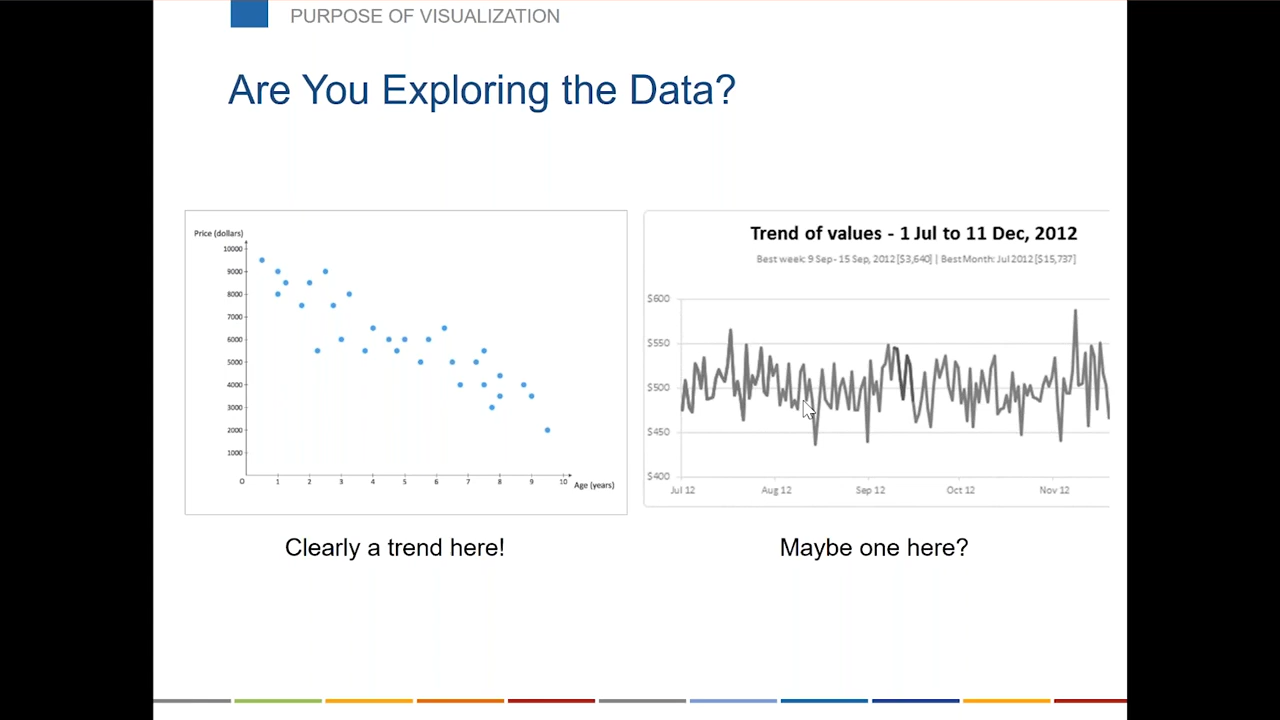 PURPOSE OF VISUALIZATION
Are You Exploring the Data?
Price (dollars)
10000
9000
8000
7000
6000
5000
4000
3000
2000
1000
O
1 2 3 4 5 6 7 8 9 10 Age (years)
Clearly a trend here!
Trend of values - 1 Jul to 11 Dec, 2012
Best week: 9 Sep - 15 Sep, 2012 [$3,640] | Best Month: Jul 2012 [$15,737]
$600
$550
$500
$450
$400
Jul 12 Aug 12 Sep 12 Oct 12 Nov 12
Maybe one here?